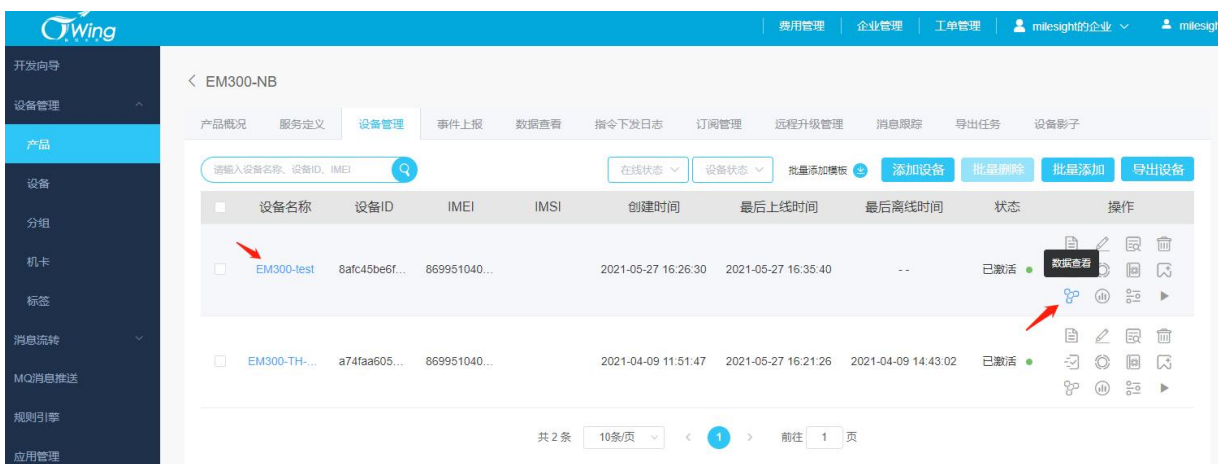 CTWing
费用管理 企业管理 工单管理 milesight的企业 milesigh
开发向导
设备管理
产品
设备
分组
机卡
标签
消息流转
MQ消息推送
规则引擎
应用管理
< EM300-NB
产品概况 服务定义 设备管理 事件上报 数据查看 指令下发日志 订阅管理 远程升级管理 消息跟踪 导出任务 设备影子
请输入设备名称、设备ID、IMEI 在线状态 设备状态 批量添加模板 添加设备 批量删除 批量添加 导出设备
设备名称 设备ID IMEI IMSI 创建时间 最后上线时间 最后离线时间 状态 操作
数据查看
EM300-test 8afc45be6f... 869951040... 2021-05-27 16:26:30 2021-05-27 16:35:40 - - 已激活
EM300-TH-... a74faa605... 869951040... 2021-04-09 11:51:47 2021-05-27 16:21:26 2021-04-09 14:43:02 已激活
共 2 条 10条/页 < 1 > 前往 1 页